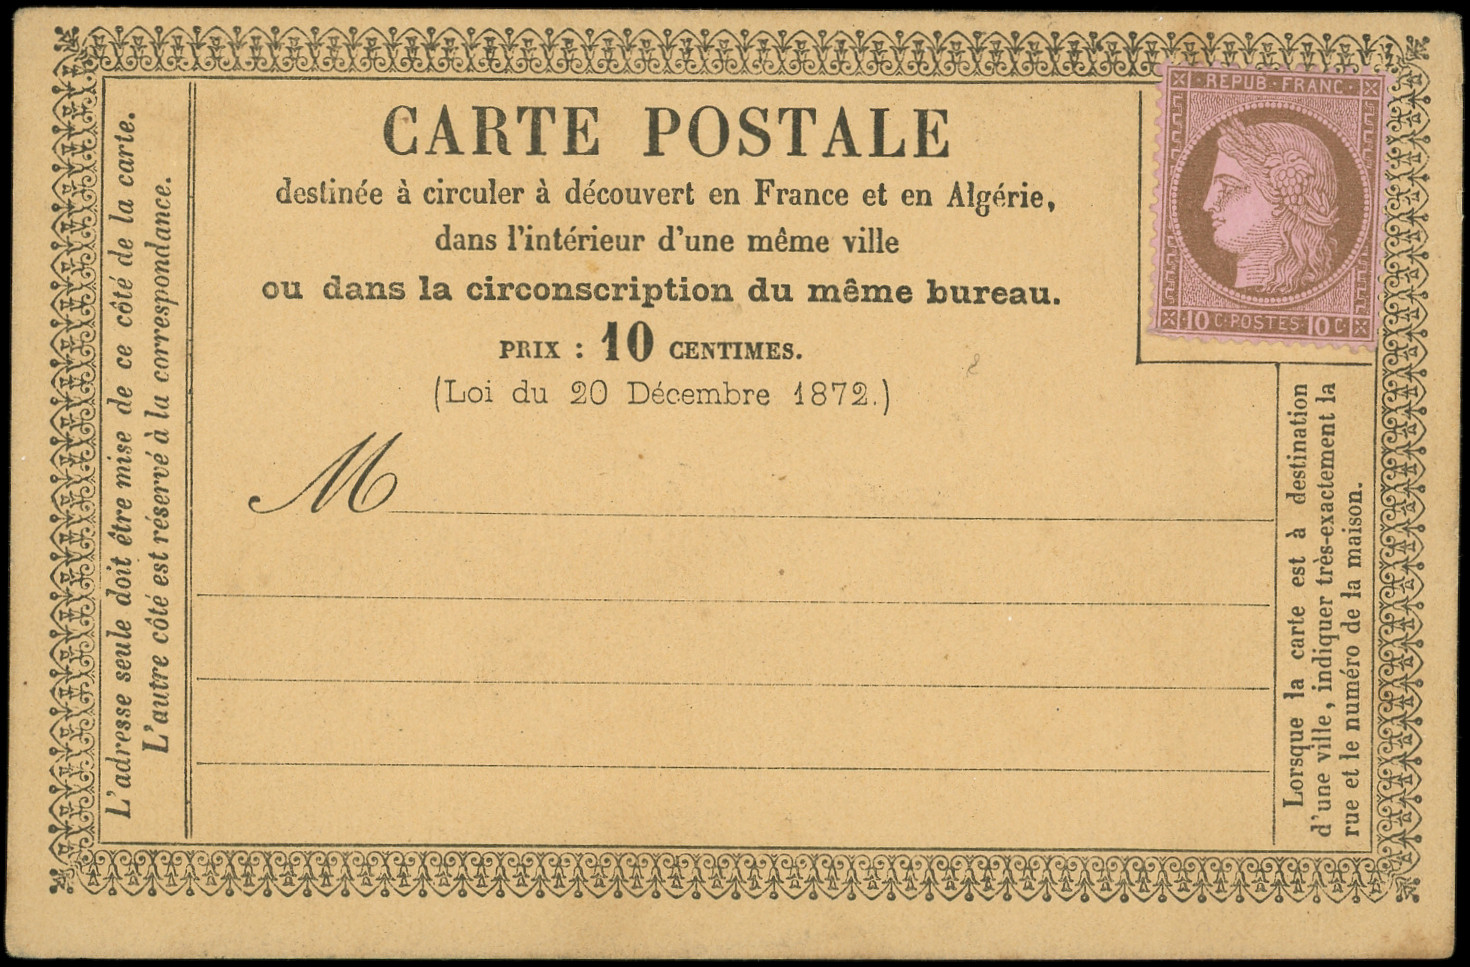 CARTE POSTALE
destinée à circuler à découvert en France et en Algérie,
dans l'intérieur d'une même ville
ou dans la circonscription du même bureau.
PRIX : 10 CENTIMES.
(Loi du 20 Décembre 1872.)
M
L'adresse seule doit être mise de ce côté de la carte.
L'autre côté est réservé à la correspondance.
REPUB · FRANC ·
10 C · POSTES · 10 C ·
Lorsque la carte est à destination
d'une ville, indiquer très-exactement la
rue et le numéro de la maison.